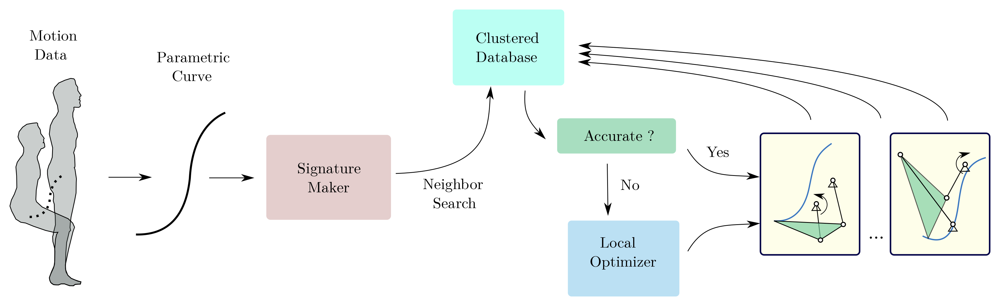 Motion
Data
Parametric
Curve
Signature
Maker
Neighbor
Search
Clustered
Database
Accurate ?
Yes
No
Local
Optimizer
...